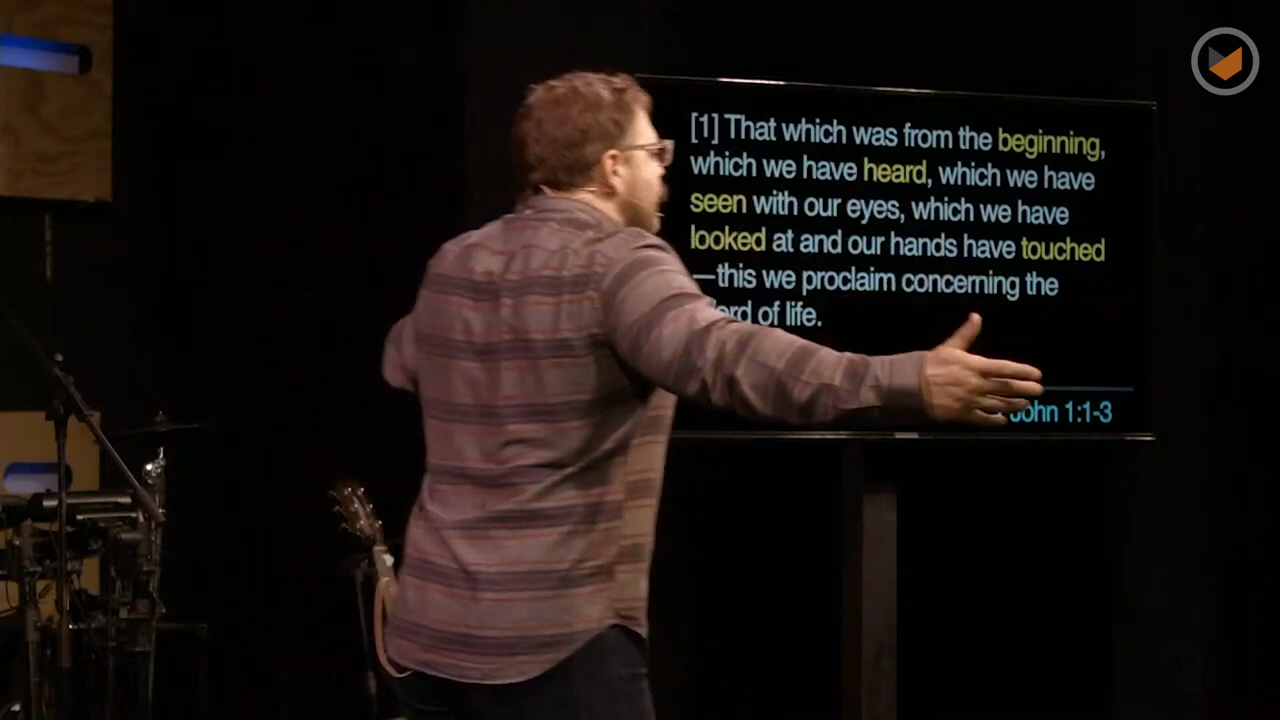 [1] That which was from the beginning,
which we have heard, which we have
seen with our eyes, which we have
looked at and our hands have touched
—this we proclaim concerning the
of life.
John 1:1-3